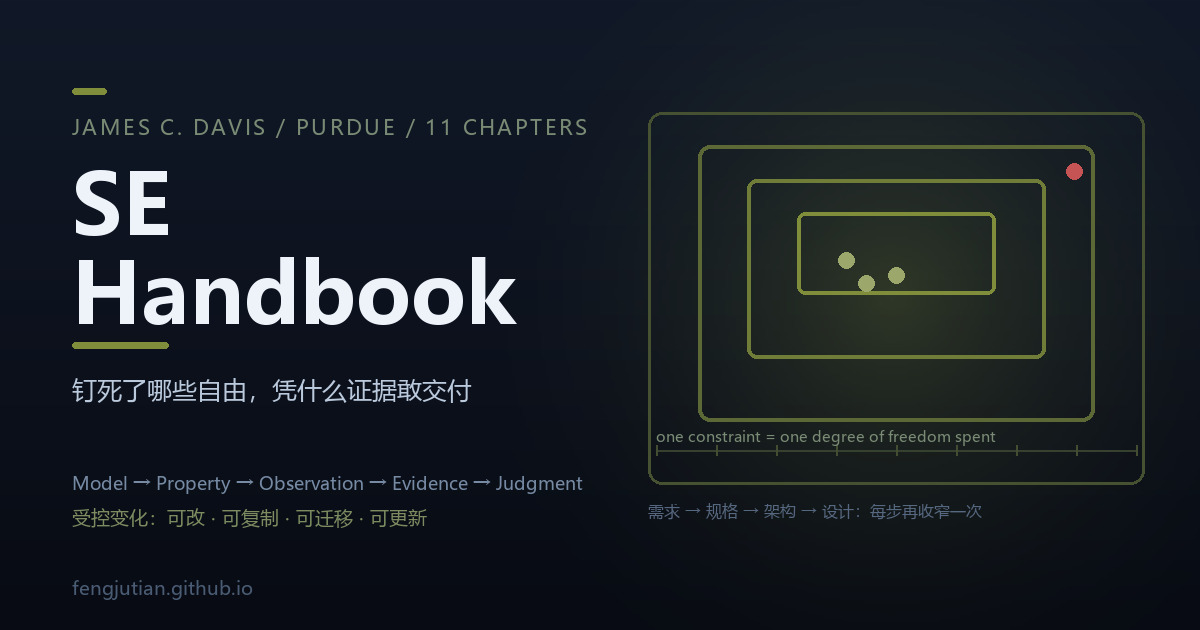 JAMES C. DAVIS / PURDUE / 11 CHAPTERS
SE
Handbook
钉死了哪些自由，凭什么证据敢交付
Model → Property → Observation → Evidence → Judgment
受控变化：可改 · 可复制 · 可迁移 · 可更新
fengjutian.github.io
one constraint = one degree of freedom spent
需求 → 规格 → 架构 → 设计：每步再收窄一次